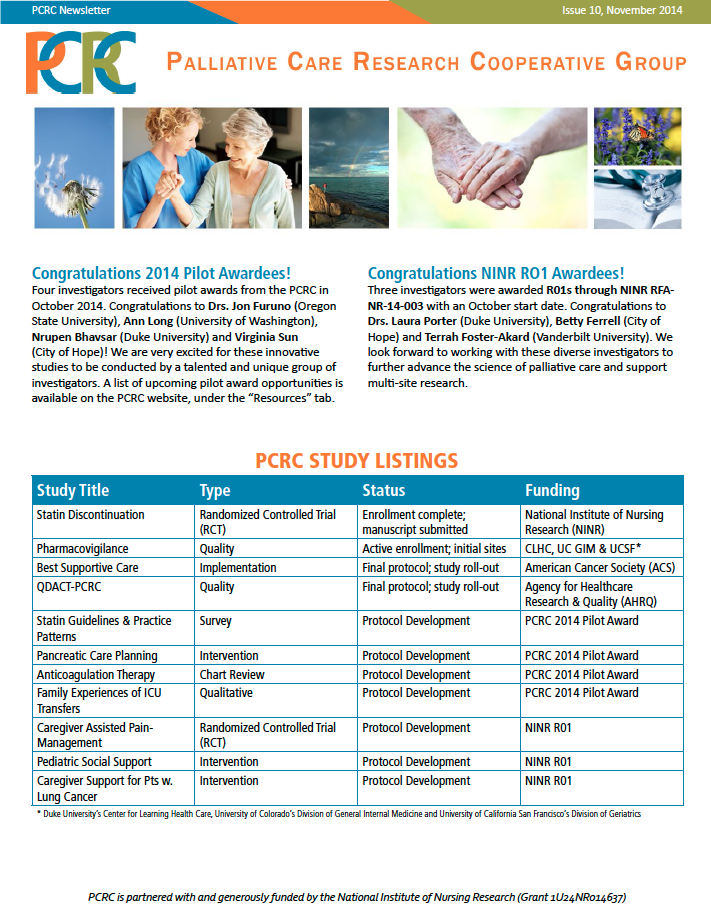 PCRC Newsletter
Issue 10, November 2014
PCRC
PALLIATIVE CARE RESEARCH COOPERATIVE GROUP
Congratulations 2014 Pilot Awardees!
Four investigators received pilot awards from the PCRC in
October 2014. Congratulations to Drs. Jon Furuno (Oregon
State University), Ann Long (University of Washington),
Nrupen Bhavsar (Duke University) and Virginia Sun
(City of Hope)! We are very excited for these innovative
studies to be conducted by a talented and unique group of
investigators. A list of upcoming pilot award opportunities is
available on the PCRC website, under the “Resources” tab.
Congratulations NINR RO1 Awardees!
Three investigators were awarded R01s through NINR RFA-
NR-14-003 with an October start date. Congratulations to
Drs. Laura Porter (Duke University), Betty Ferrell (City of
Hope) and Terrah Foster-Akard (Vanderbilt University). We
look forward to working with these diverse investigators to
further advance the science of palliative care and support
multi-site research.
PCRC STUDY LISTINGS
Study Title Type Status Funding
Statin Discontinuation Randomized Controlled Trial Enrollment complete; National Institute of Nursing
(RCT) manuscript submitted Research (NINR)
Pharmacovigilance Quality Active enrollment; initial sites CLHC, UC GIM & UCSF*
Best Supportive Care Implementation Final protocol; study roll-out American Cancer Society (ACS)
QDACT-PCRC Quality Final protocol; study roll-out Agency for Healthcare
Research & Quality (AHRQ)
Statin Guidelines & Practice Survey Protocol Development PCRC 2014 Pilot Award
Patterns
Pancreatic Care Planning Intervention Protocol Development PCRC 2014 Pilot Award
Anticoagulation Therapy Chart Review Protocol Development PCRC 2014 Pilot Award
Family Experiences of ICU Qualitative Protocol Development PCRC 2014 Pilot Award
Transfers
Caregiver Assisted Pain- Randomized Controlled Trial Protocol Development NINR R01
Management (RCT)
Pediatric Social Support Intervention Protocol Development NINR R01
Caregiver Support for Pts w. Intervention Protocol Development NINR R01
Lung Cancer
* Duke University’s Center for Learning Health Care, University of Colorado’s Division of General Internal Medicine and University of California San Francisco’s Division of Geriatrics
PCRC is partnered with and generously funded by the National Institute of Nursing Research (Grant 1U24NR014637)